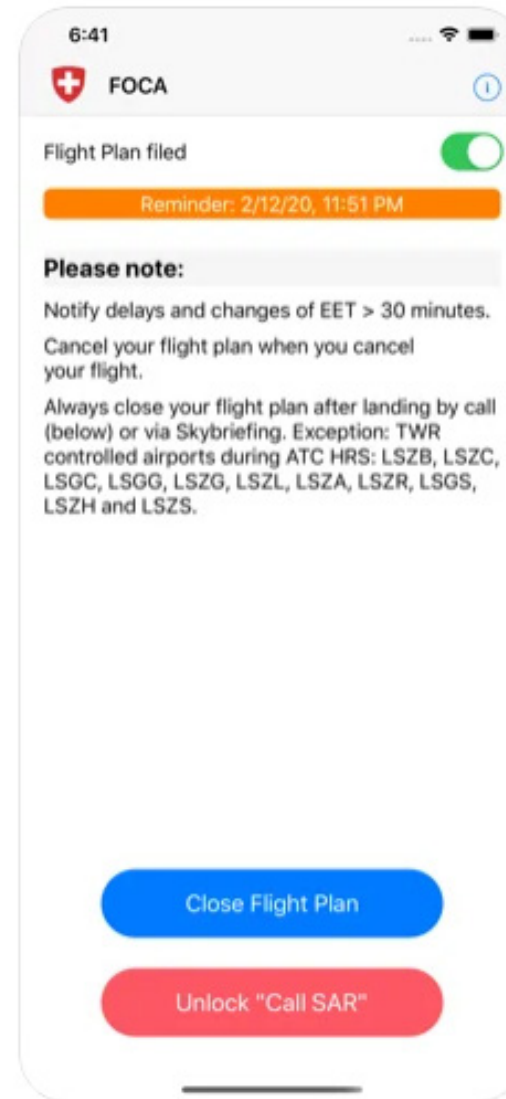 6:41
FOCA
Flight Plan filed
Reminder: 2/12/20, 11:51 PM
Please note:
Notify delays and changes of EET > 30 minutes.
Cancel your flight plan when you cancel
your flight.
Always close your flight plan after landing by call
(below) or via Skybriefing. Exception: TWR
controlled airports during ATC HRS: LSZB, LSZC,
LSGC, LSGG, LSZG, LSZL, LSZA, LSZR, LSGS,
LSZH and LSZS.
Close Flight Plan
Unlock "Call SAR"